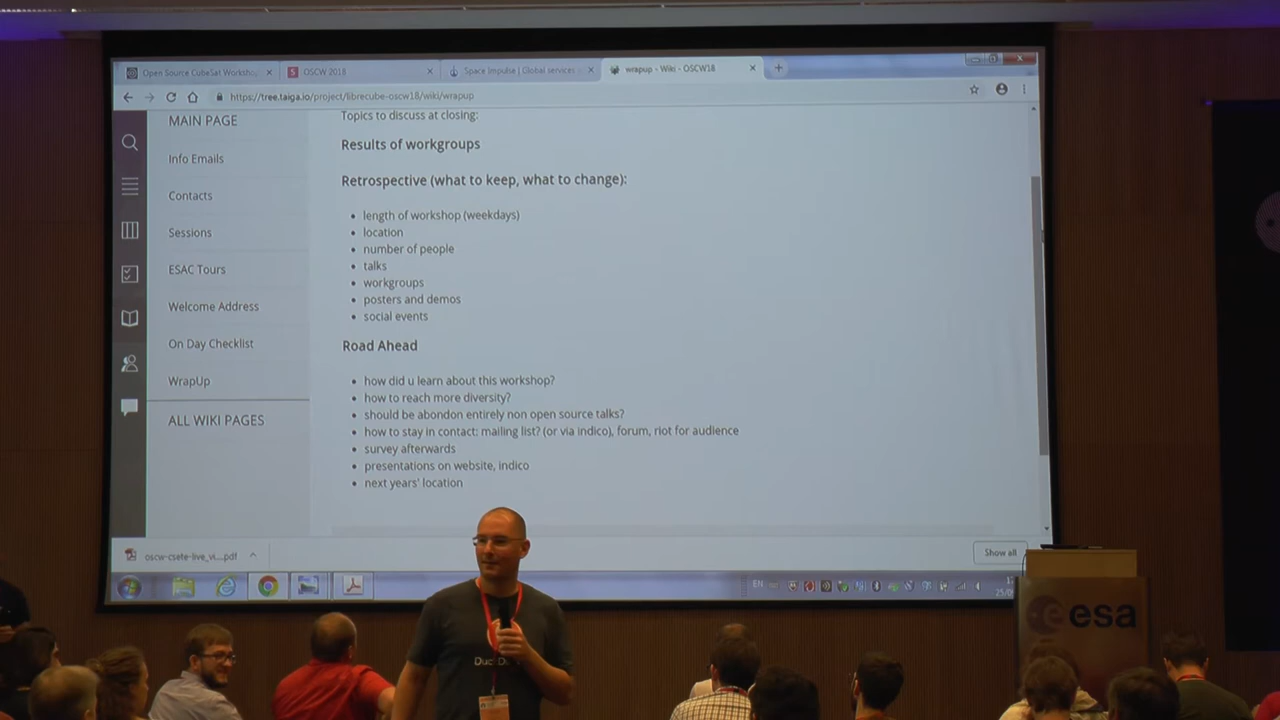 Open Source CubeSat Worksho
OSCW 2018
Space Impulse | Global services
wrapup - Wiki - OSCW18
https://tree.taiga.io/project/librecube-oscw18/wiki/wrapup
MAIN PAGE
Info Emails
Contacts
Sessions
ESAC Tours
Welcome Address
On Day Checklist
WrapUp
ALL WIKI PAGES
Topics to discuss at closing:
Results of workgroups
Retrospective (what to keep, what to change):
length of workshop (weekdays)
location
number of people
talks
workgroups
posters and demos
social events
Road Ahead
how did u learn about this workshop?
how to reach more diversity?
should be abondon entirely non open source talks?
how to stay in contact: mailing list? (or via indico), forum, riot for audience
survey afterwards
presentations on website, indico
next years' location
oscw-csete-live_vi....pdf
Show all
EN
esa